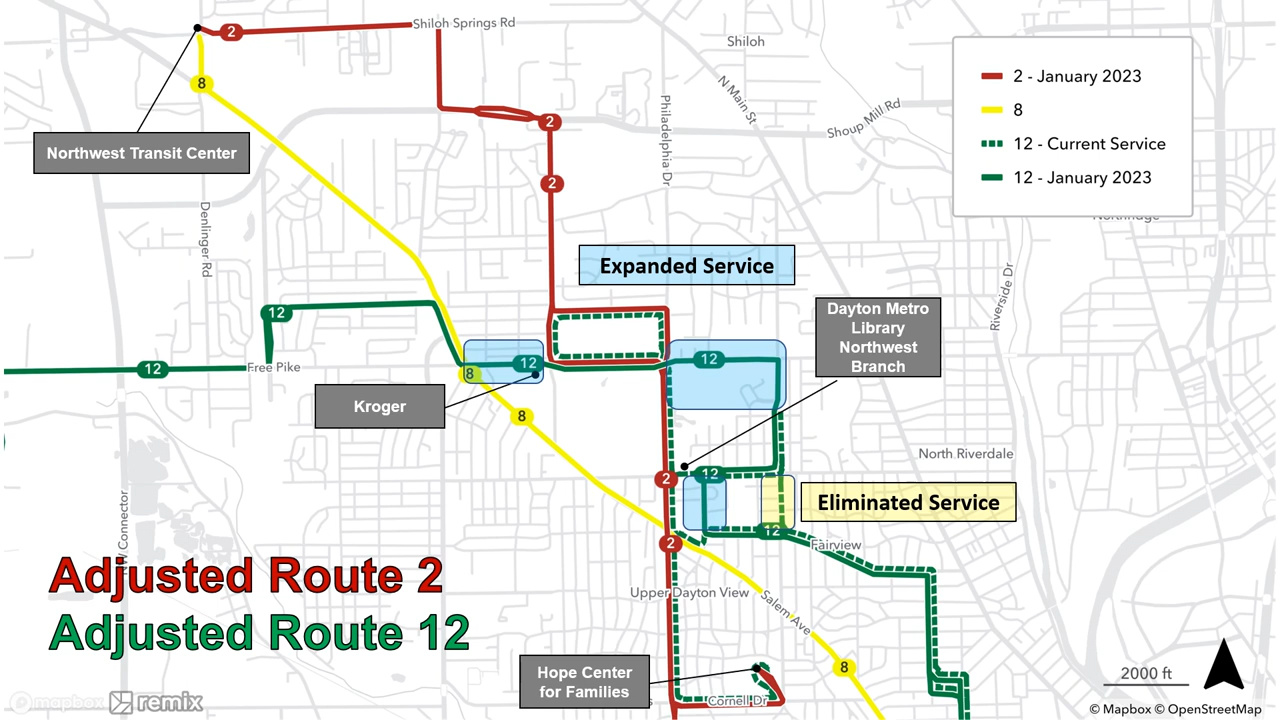 Shiloh Springs Rd
2
8
Shiloh
N Main St
Philadelphia Dr
Shoup Mill Rd
2 - January 2023
8
12 - Current Service
12 - January 2023
Northridge
2
Northwest Transit Center
2
Denlinger Rd
Riverside Dr
Expanded Service
12
Dayton Metro
Library
Northwest
Branch
12
Free Pike
12
12
8
Kroger
8
North Riverdale
2
12
Eliminated Service
12
Fairview
2
Adjusted Route 2
Adjusted Route 12
Upper Dayton View
Salem Ave
8
Hope Center
for Families
Cornell Dr
2000 ft
mapbox remix
© Mapbox © OpenStreetMap